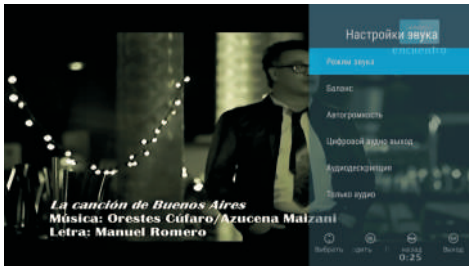 Настройки звука
encuentro
Режим звука
Баланс
Автогромкость
Цифровой аудио выход
Аудиодескрипция
Только аудио
La canción de Buenos Aires
Música: Orestes Cúfaro/Azucena Maizani
Letra: Manuel Romero
Выбрать назад Выход
0:25